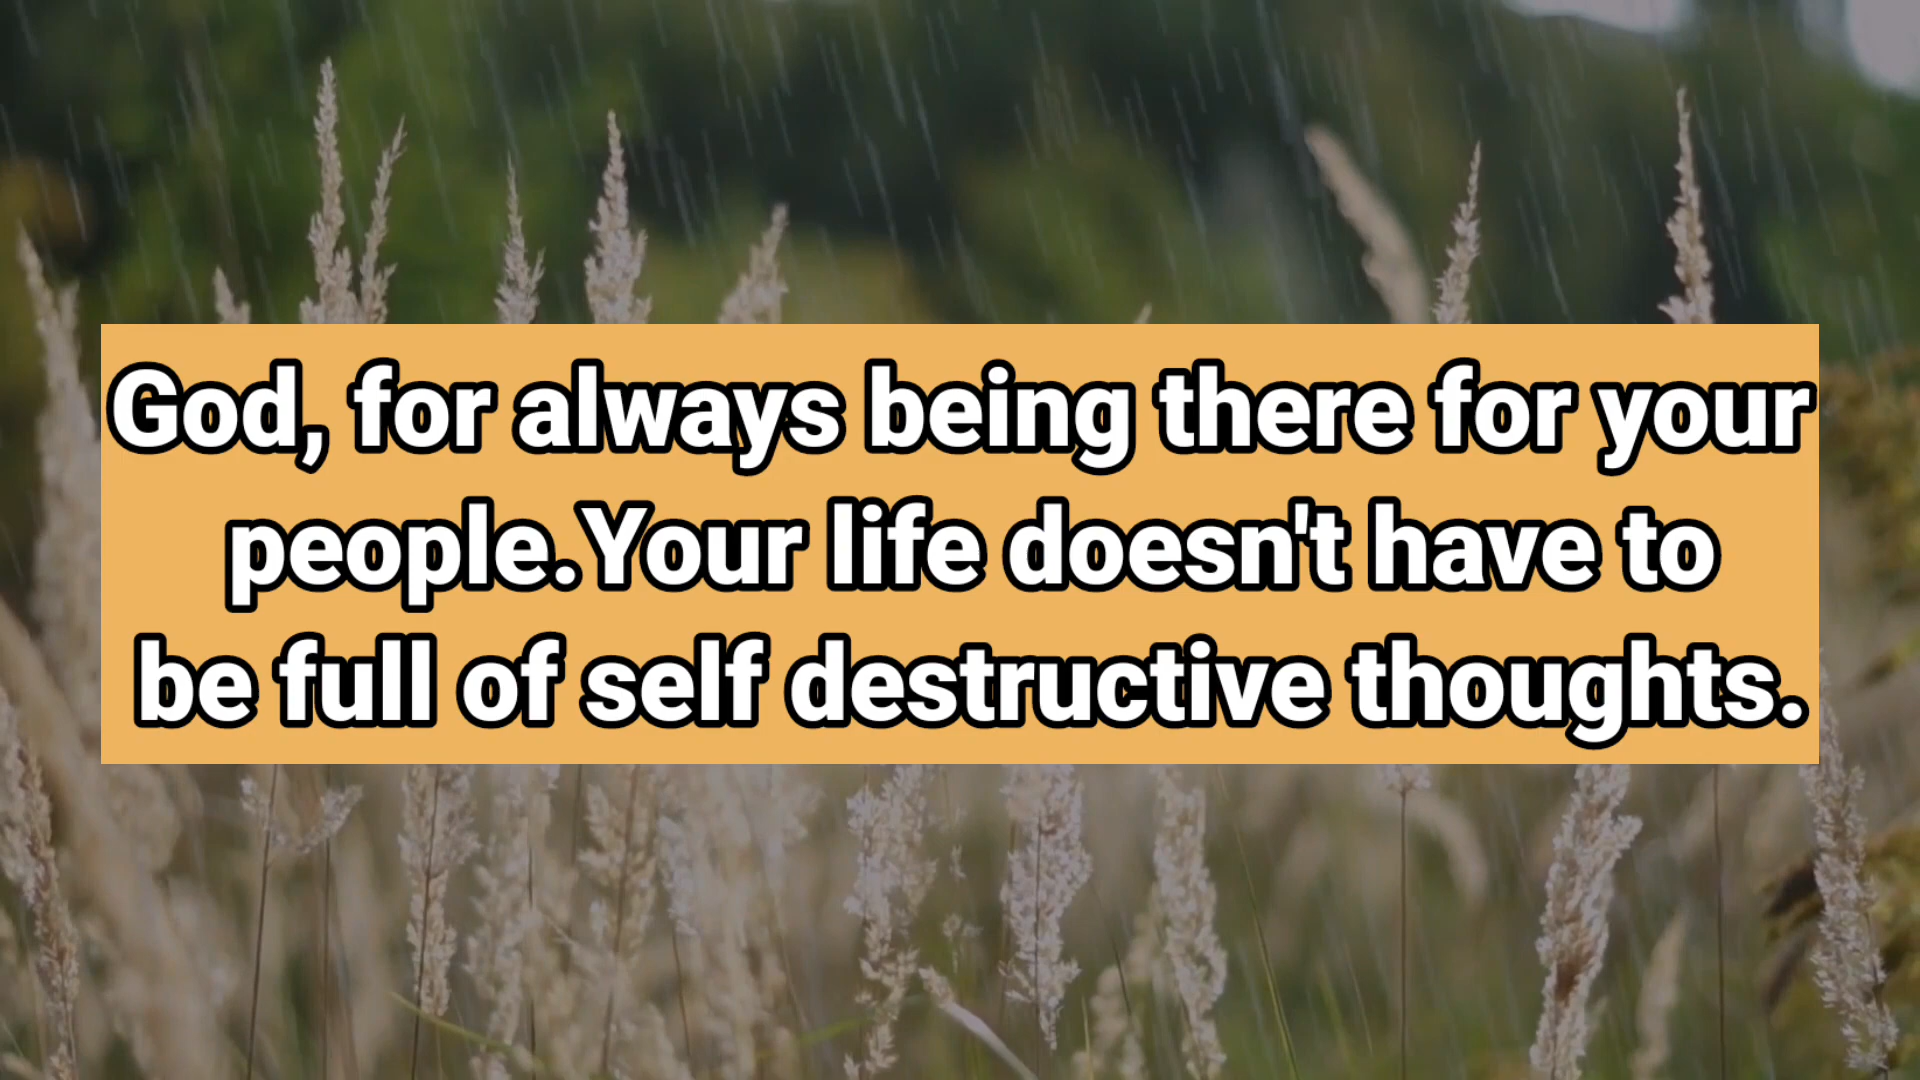 God, for always being there for your
people.Your life doesn't have to
be full of self destructive thoughts.